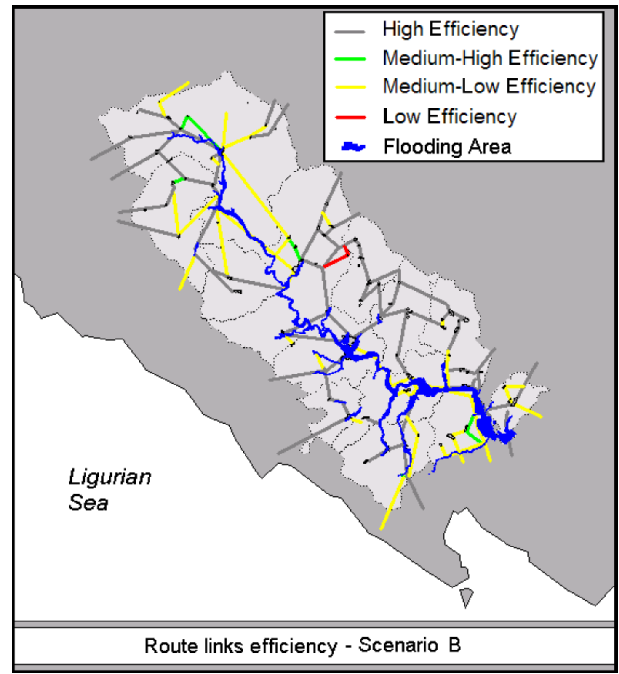 High Efficiency
Medium-High Efficiency
Medium-Low Efficiency
Low Efficiency
Flooding Area
Ligurian
Sea
Route links efficiency - Scenario B